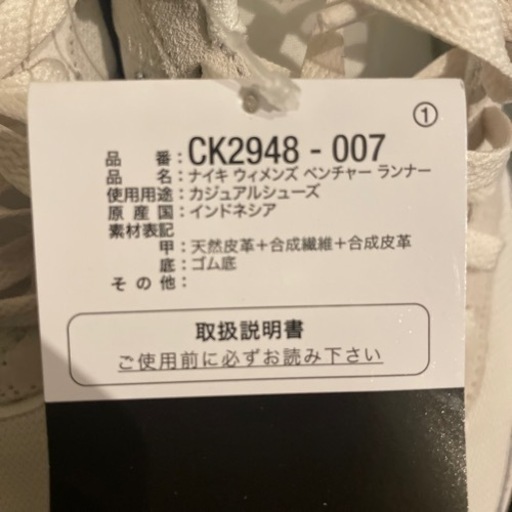 ①
品番：CK2948-007
品名：ナイキ ウィメンズ ベンチャー ランナー
使用用途：カジュアルシューズ
原産国：インドネシア
素材表記
甲：天然皮革＋合成繊維＋合成皮革
底：ゴム底
その他：
取扱説明書
ご使用前に必ずお読み下さい